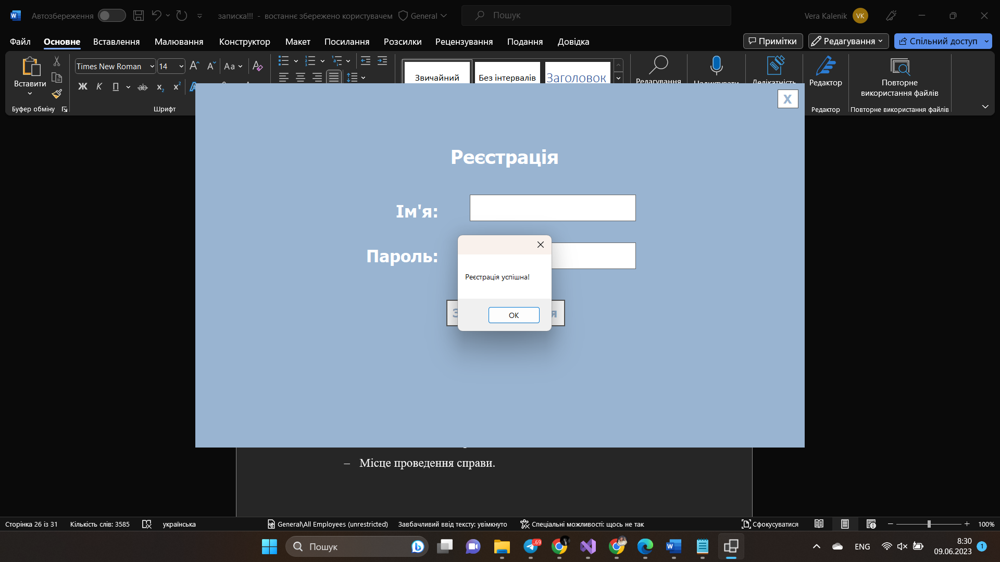 Автозбереження
записка!!! - востаннє збережено користувачем
General
Пошук
Vera Kalenik
VK
Файл
Основне
Вставлення
Малювання
Конструктор
Макет
Посилання
Розсилки
Рецензування
Подання
Довідка
Примітки
Редагування
Спільний доступ
Вставити
Буфер обміну
Times New Roman
14
Aa
Ж К П ab x₂ x²
Шрифт
Звичайний
Без інтервалів
Заголовок
Редагування
Надиктувати
Делікатність
Редактор
Редактор
Повторне
використання файлів
Повторне використання файлів
X
Реєстрація
Ім'я:
Пароль:
Реєстрація успішна!
OK
З
я
– Місце проведення справи.
Сторінка 26 із 31
Кількість слів: 3585
українська
General\All Employees (unrestricted)
Завбачливий ввід тексту: увімкнуто
Спеціальні можливості: щось не так
Сфокусуватися
100%
Пошук
..69
ENG
8:30
09.06.2023
1